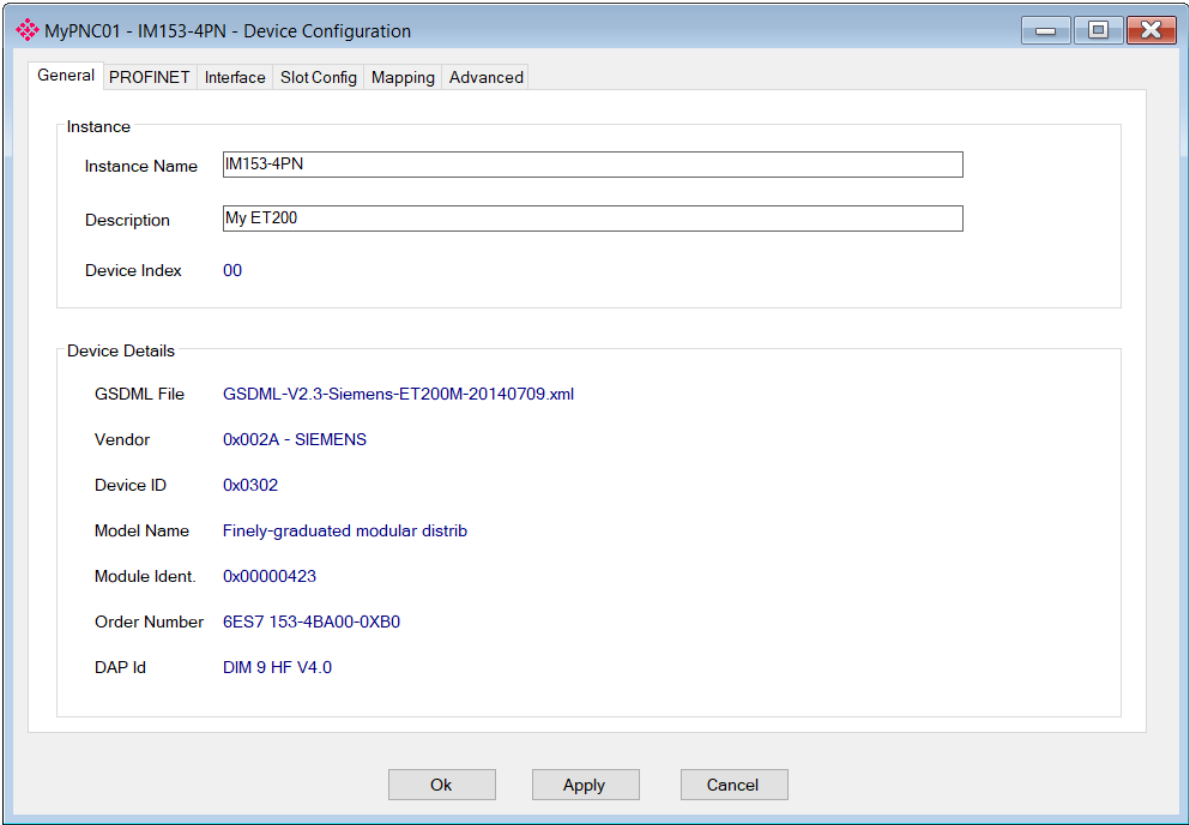 MyPNC01 - IM153-4PN - Device Configuration
General PROFINET Interface Slot Config Mapping Advanced
Instance
Instance Name IM153-4PN
Description My ET200
Device Index 00
Device Details
GSDML File GSDML-V2.3-Siemens-ET200M-20140709.xml
Vendor 0x002A - SIEMENS
Device ID 0x0302
Model Name Finely-graduated modular distrib
Module Ident. 0x00000423
Order Number 6ES7 153-4BA00-0XB0
DAP Id DIM 9 HF V4.0
Ok Apply Cancel